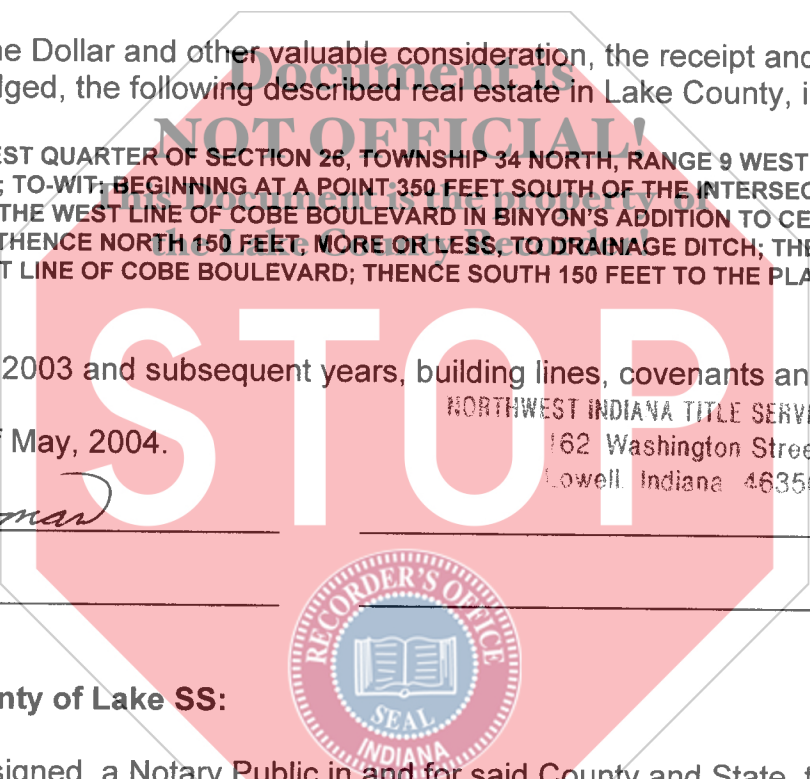 ne Dollar and other valuable consideration, the receipt and
Document is
dged, the following described real estate in Lake County, i
NOT OFFICIAL!
EST QUARTER OF SECTION 26, TOWNSHIP 34 NORTH, RANGE 9 WEST
; TO-WIT; BEGINNING AT A POINT 350 FEET SOUTH OF THE INTERSEC
This Document is the property of
THE WEST LINE OF COBE BOULEVARD IN BINYON'S ADDITION TO CE
the Lake County Recorder!
THENCE NORTH 150 FEET, MORE OR LESS, TO DRAINAGE DITCH; THE
T LINE OF COBE BOULEVARD; THENCE SOUTH 150 FEET TO THE PLA
STOP
2003 and subsequent years, building lines, covenants an
NORTHWEST INDIANA TITLE SERVI
f May, 2004.
162 Washington Stree
Lowell Indiana 4635
RECORDER'S OFFICE
SEAL
INDIANA
nty of Lake SS:
signed, a Notary Public in and for said County and State,